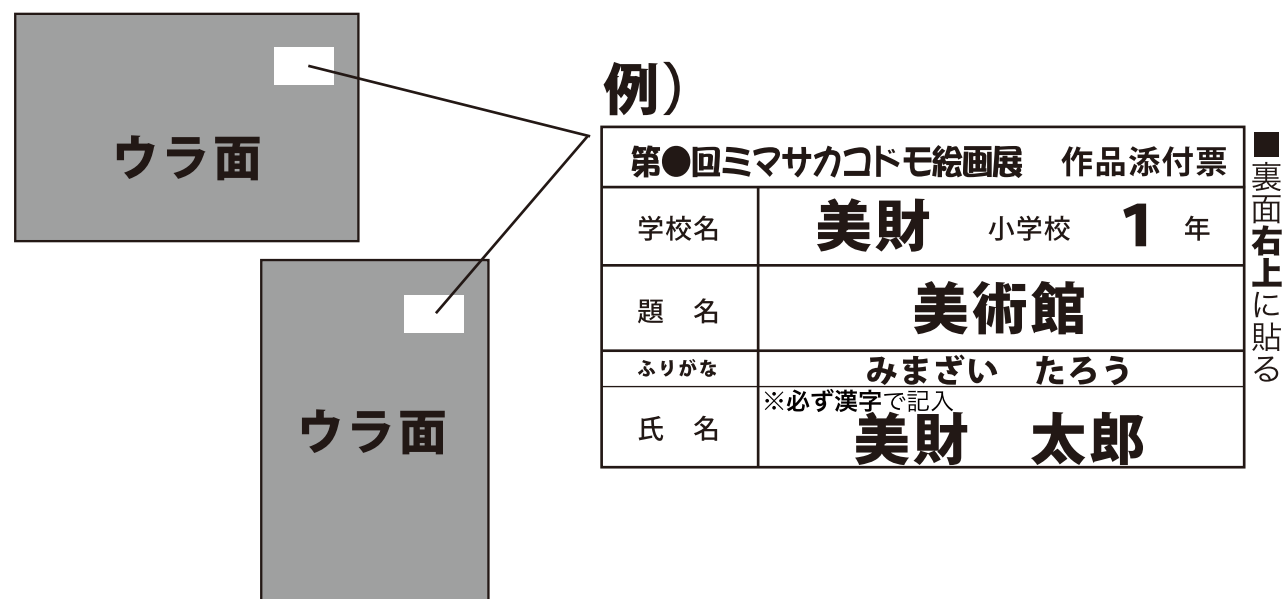 ウラ面
ウラ面
例）
第●回ミマサカコドモ絵画展　作品添付票
学校名　美財　小学校　1　年
題　名　美術館
ふりがな　みまざい　たろう
※必ず漢字で記入
氏　名　美財　太郎
■裏面右上に貼る